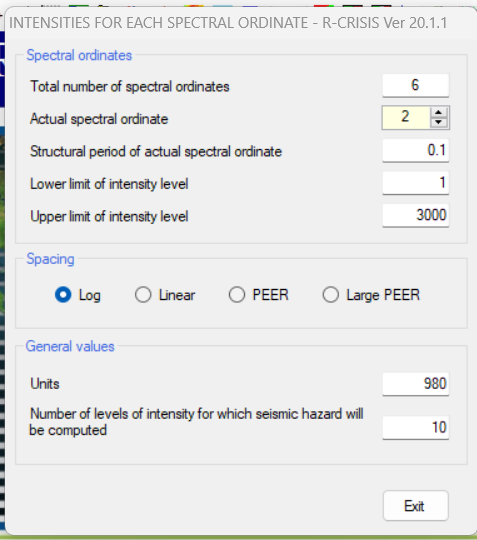 INTENSITIES FOR EACH SPECTRAL ORDINATE - R-CRISIS Ver 20.1.1
Spectral ordinates
Total number of spectral ordinates 6
Actual spectral ordinate 2
Structural period of actual spectral ordinate 0.1
Lower limit of intensity level 1
Upper limit of intensity level 3000
Spacing
Log Linear PEER Large PEER
General values
Units 980
Number of levels of intensity for which seismic hazard will
be computed 10
Exit